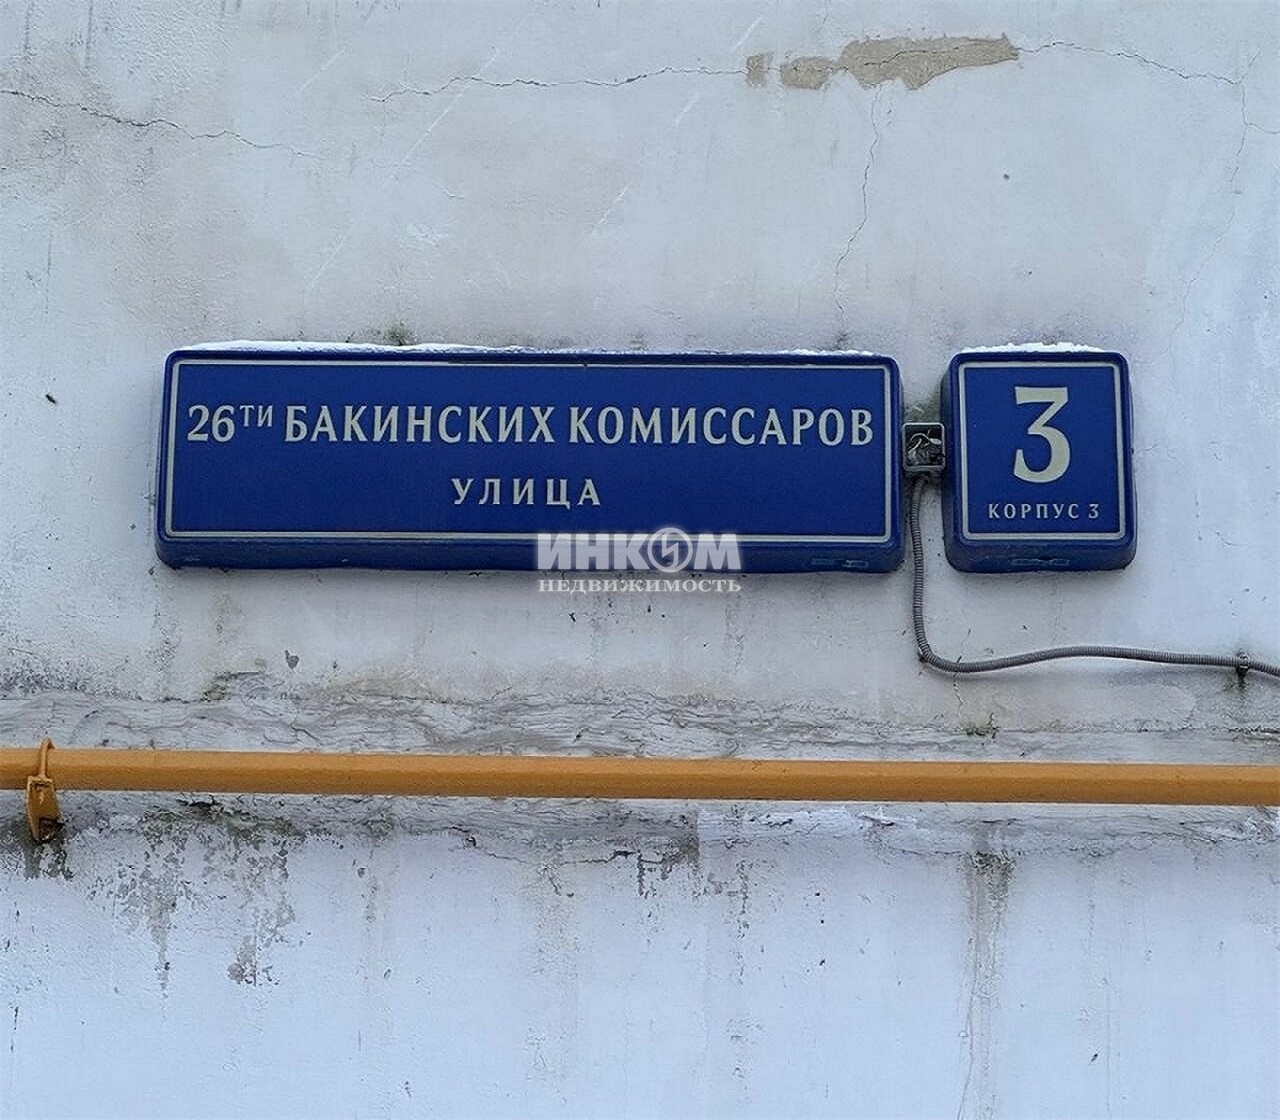 26ТИ БАКИНСКИХ КОМИССАРОВ
УЛИЦА
3
КОРПУС 3
ИНКОМ
НЕДВИЖИМОСТЬ